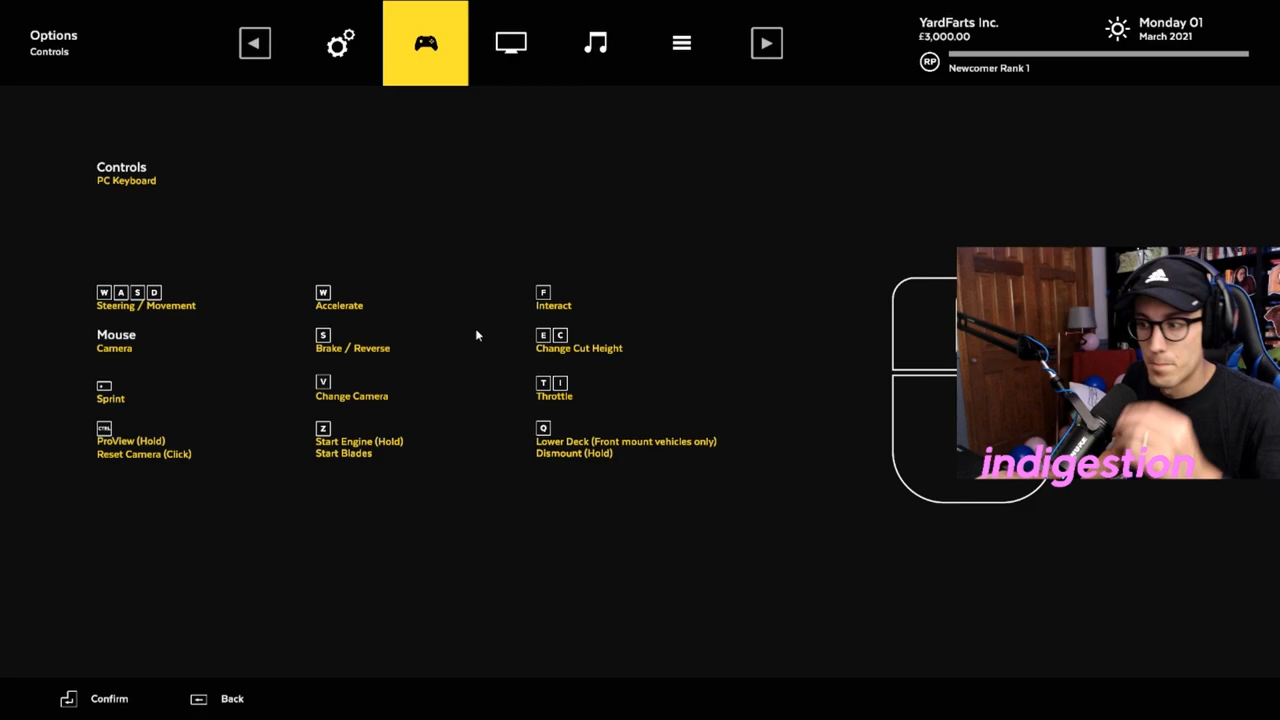 Options
Controls
YardFarts Inc.
£3,000.00
Monday 01
March 2021
RP
Newcomer Rank 1
Controls
PC Keyboard
W A S D
Steering / Movement
W
Accelerate
F
Interact
Mouse
Camera
S
Brake / Reverse
E C
Change Cut Height
Sprint
V
Change Camera
T I
Throttle
CTRL
ProView (Hold)
Reset Camera (Click)
Z
Start Engine (Hold)
Start Blades
Q
Lower Deck (Front mount vehicles only)
Dismount (Hold)
indigestion
Confirm
Back